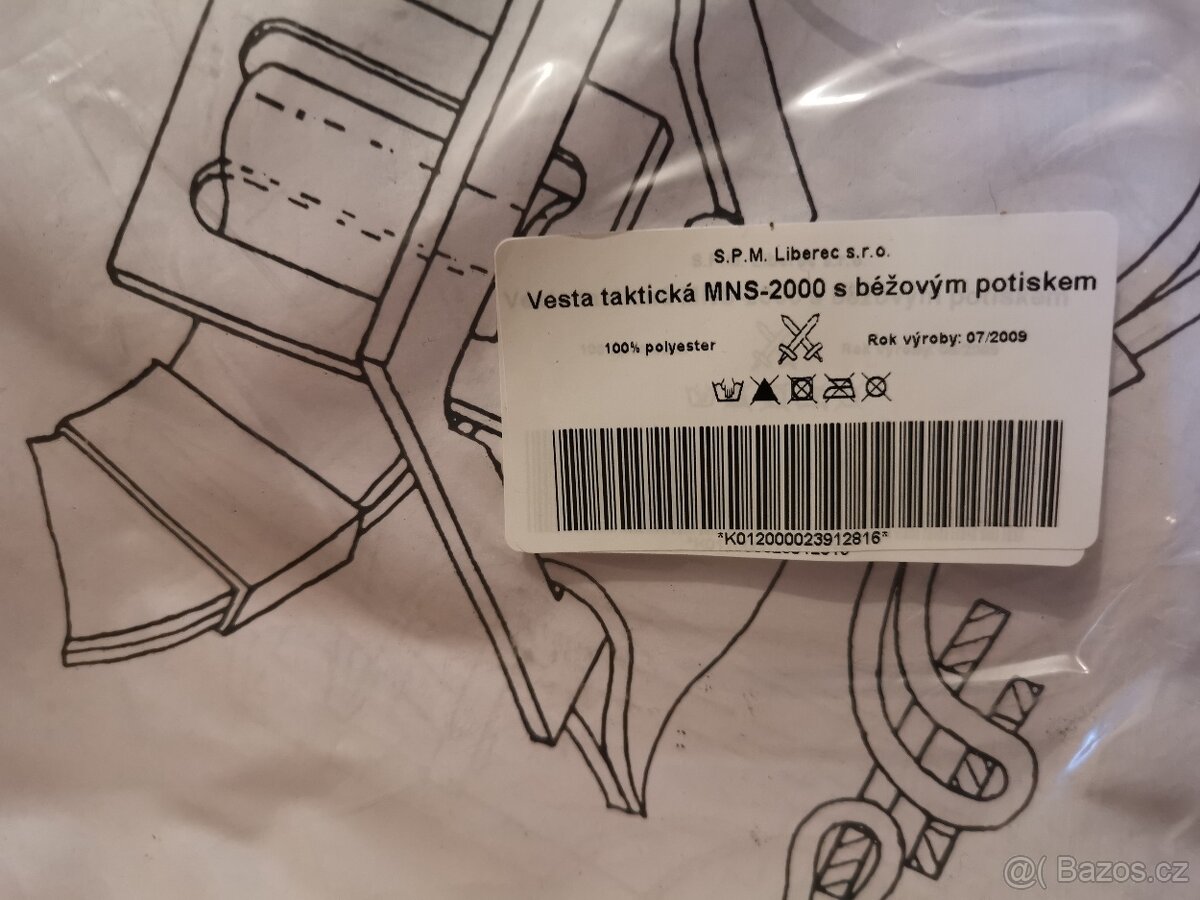 S.P.M. Liberec s.r.o.
Vesta taktická MNS-2000 s béžovým potiskem
100% polyester
Rok výroby: 07/2009
*K012000023912816*
@( Bazos.cz